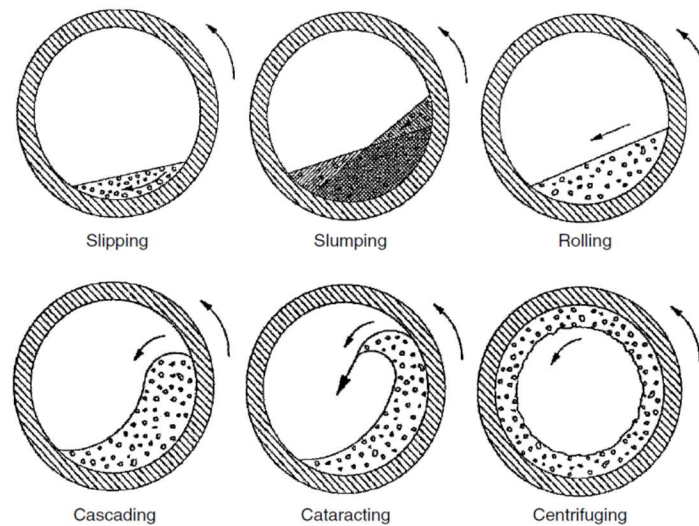 Slipping
Slumping
Rolling
Cascading
Cataracting
Centrifuging